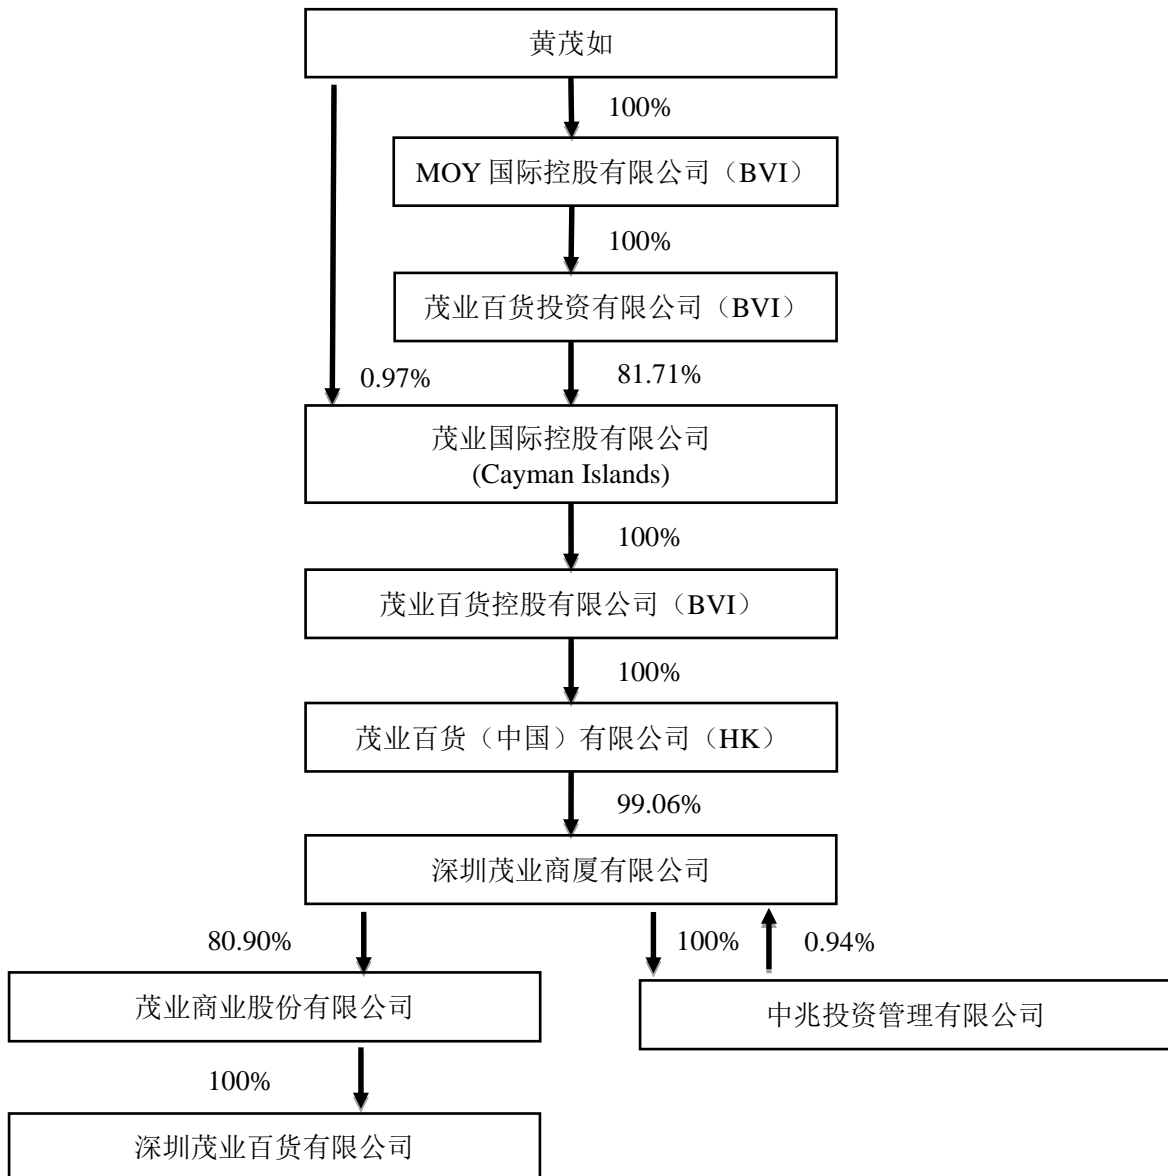 黄茂如
100%
MOY 国际控股有限公司（BVI）
100%
茂业百货投资有限公司（BVI）
0.97%
81.71%
茂业国际控股有限公司
(Cayman Islands)
100%
茂业百货控股有限公司（BVI）
100%
茂业百货（中国）有限公司（HK）
99.06%
深圳茂业商厦有限公司
80.90%
100%
0.94%
茂业商业股份有限公司
中兆投资管理有限公司
100%
深圳茂业百货有限公司